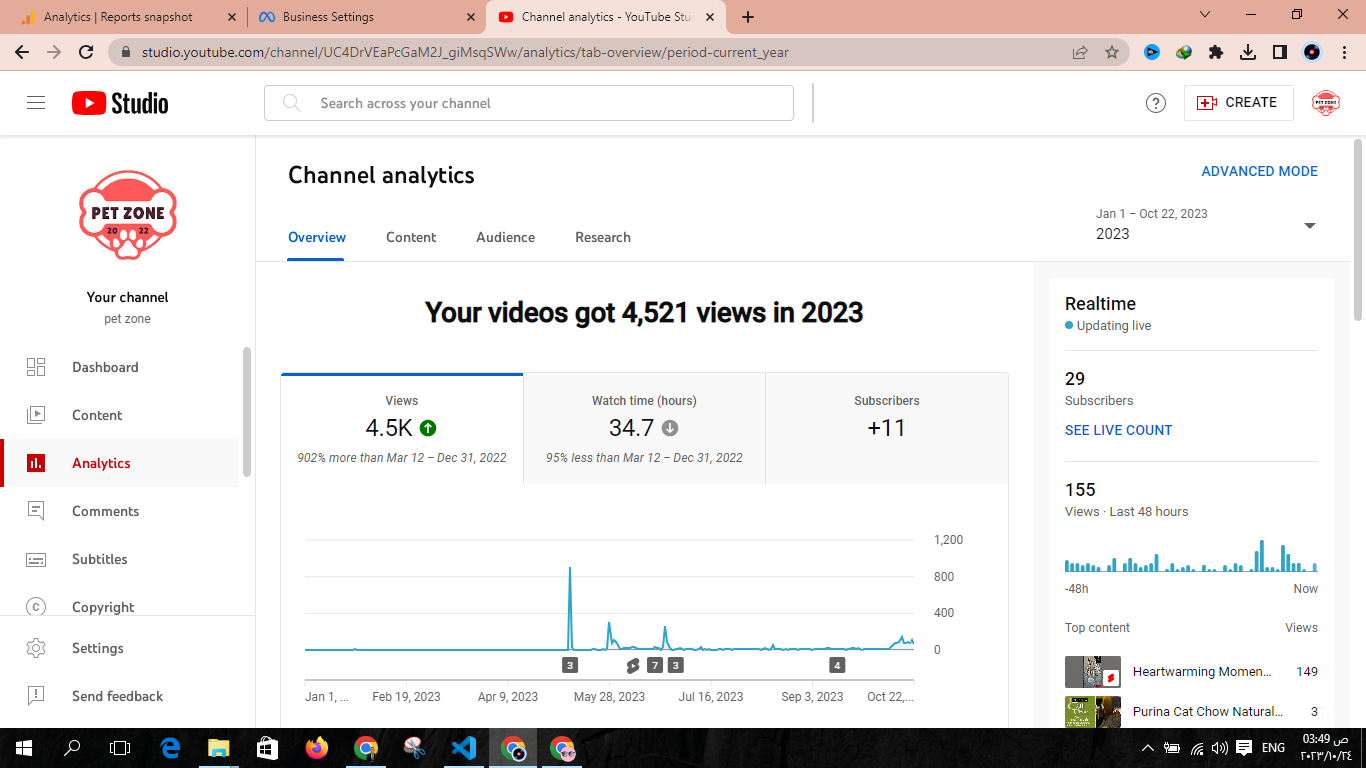 Analytics | Reports snapshot
Business Settings
Channel analytics - YouTube Stu
studio.youtube.com/channel/UC4DrVEaPcGaM2J_giMsqSWw/analytics/tab-overview/period-current_year
Studio
Search across your channel
CREATE
PET ZONE
PET ZONE
20 22
Your channel
pet zone
Dashboard
Content
Analytics
Comments
Subtitles
Copyright
Settings
Send feedback
Channel analytics
ADVANCED MODE
Overview
Content
Audience
Research
Jan 1 – Oct 22, 2023
2023
Your videos got 4,521 views in 2023
Views
4.5K
902% more than Mar 12 – Dec 31, 2022
Watch time (hours)
34.7
95% less than Mar 12 – Dec 31, 2022
Subscribers
+11
1,200
800
400
0
3
7
3
4
Jan 1, ...
Feb 19, 2023
Apr 9, 2023
May 28, 2023
Jul 16, 2023
Sep 3, 2023
Oct 22,...
Realtime
Updating live
29
Subscribers
SEE LIVE COUNT
155
Views · Last 48 hours
-48h
Now
Top content
Views
Heartwarming Momen...
149
Purina Cat Chow Natural...
3
ENG
03:49 ص
٢٠٢٣/١٠/٢٤